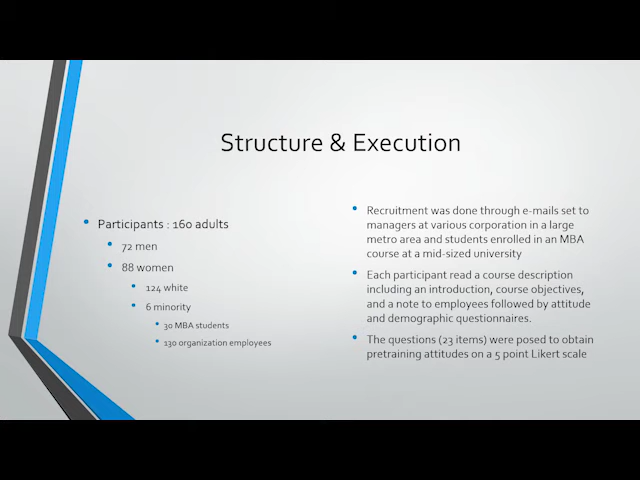 Structure & Execution
Participants : 160 adults
72 men
88 women
124 white
6 minority
30 MBA students
130 organization employees
Recruitment was done through e-mails set to
managers at various corporation in a large
metro area and students enrolled in an MBA
course at a mid-sized university
Each participant read a course description
including an introduction, course objectives,
and a note to employees followed by attitude
and demographic questionnaires.
The questions (23 items) were posed to obtain
pretraining attitudes on a 5 point Likert scale